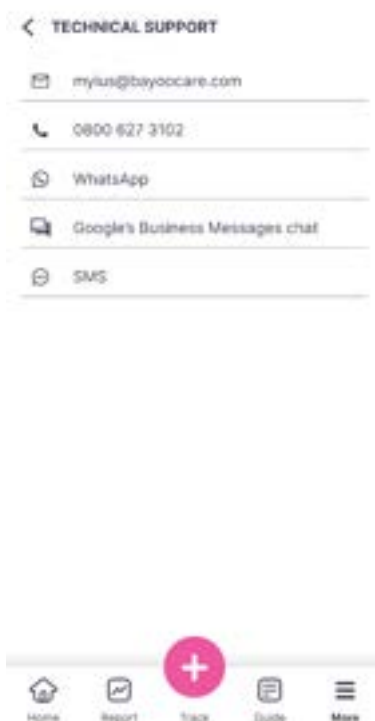 TECHNICAL SUPPORT
myius@bayoocare.com
0800 627 3102
WhatsApp
Google's Business Messages chat
SMS
Home Report Track Guide More